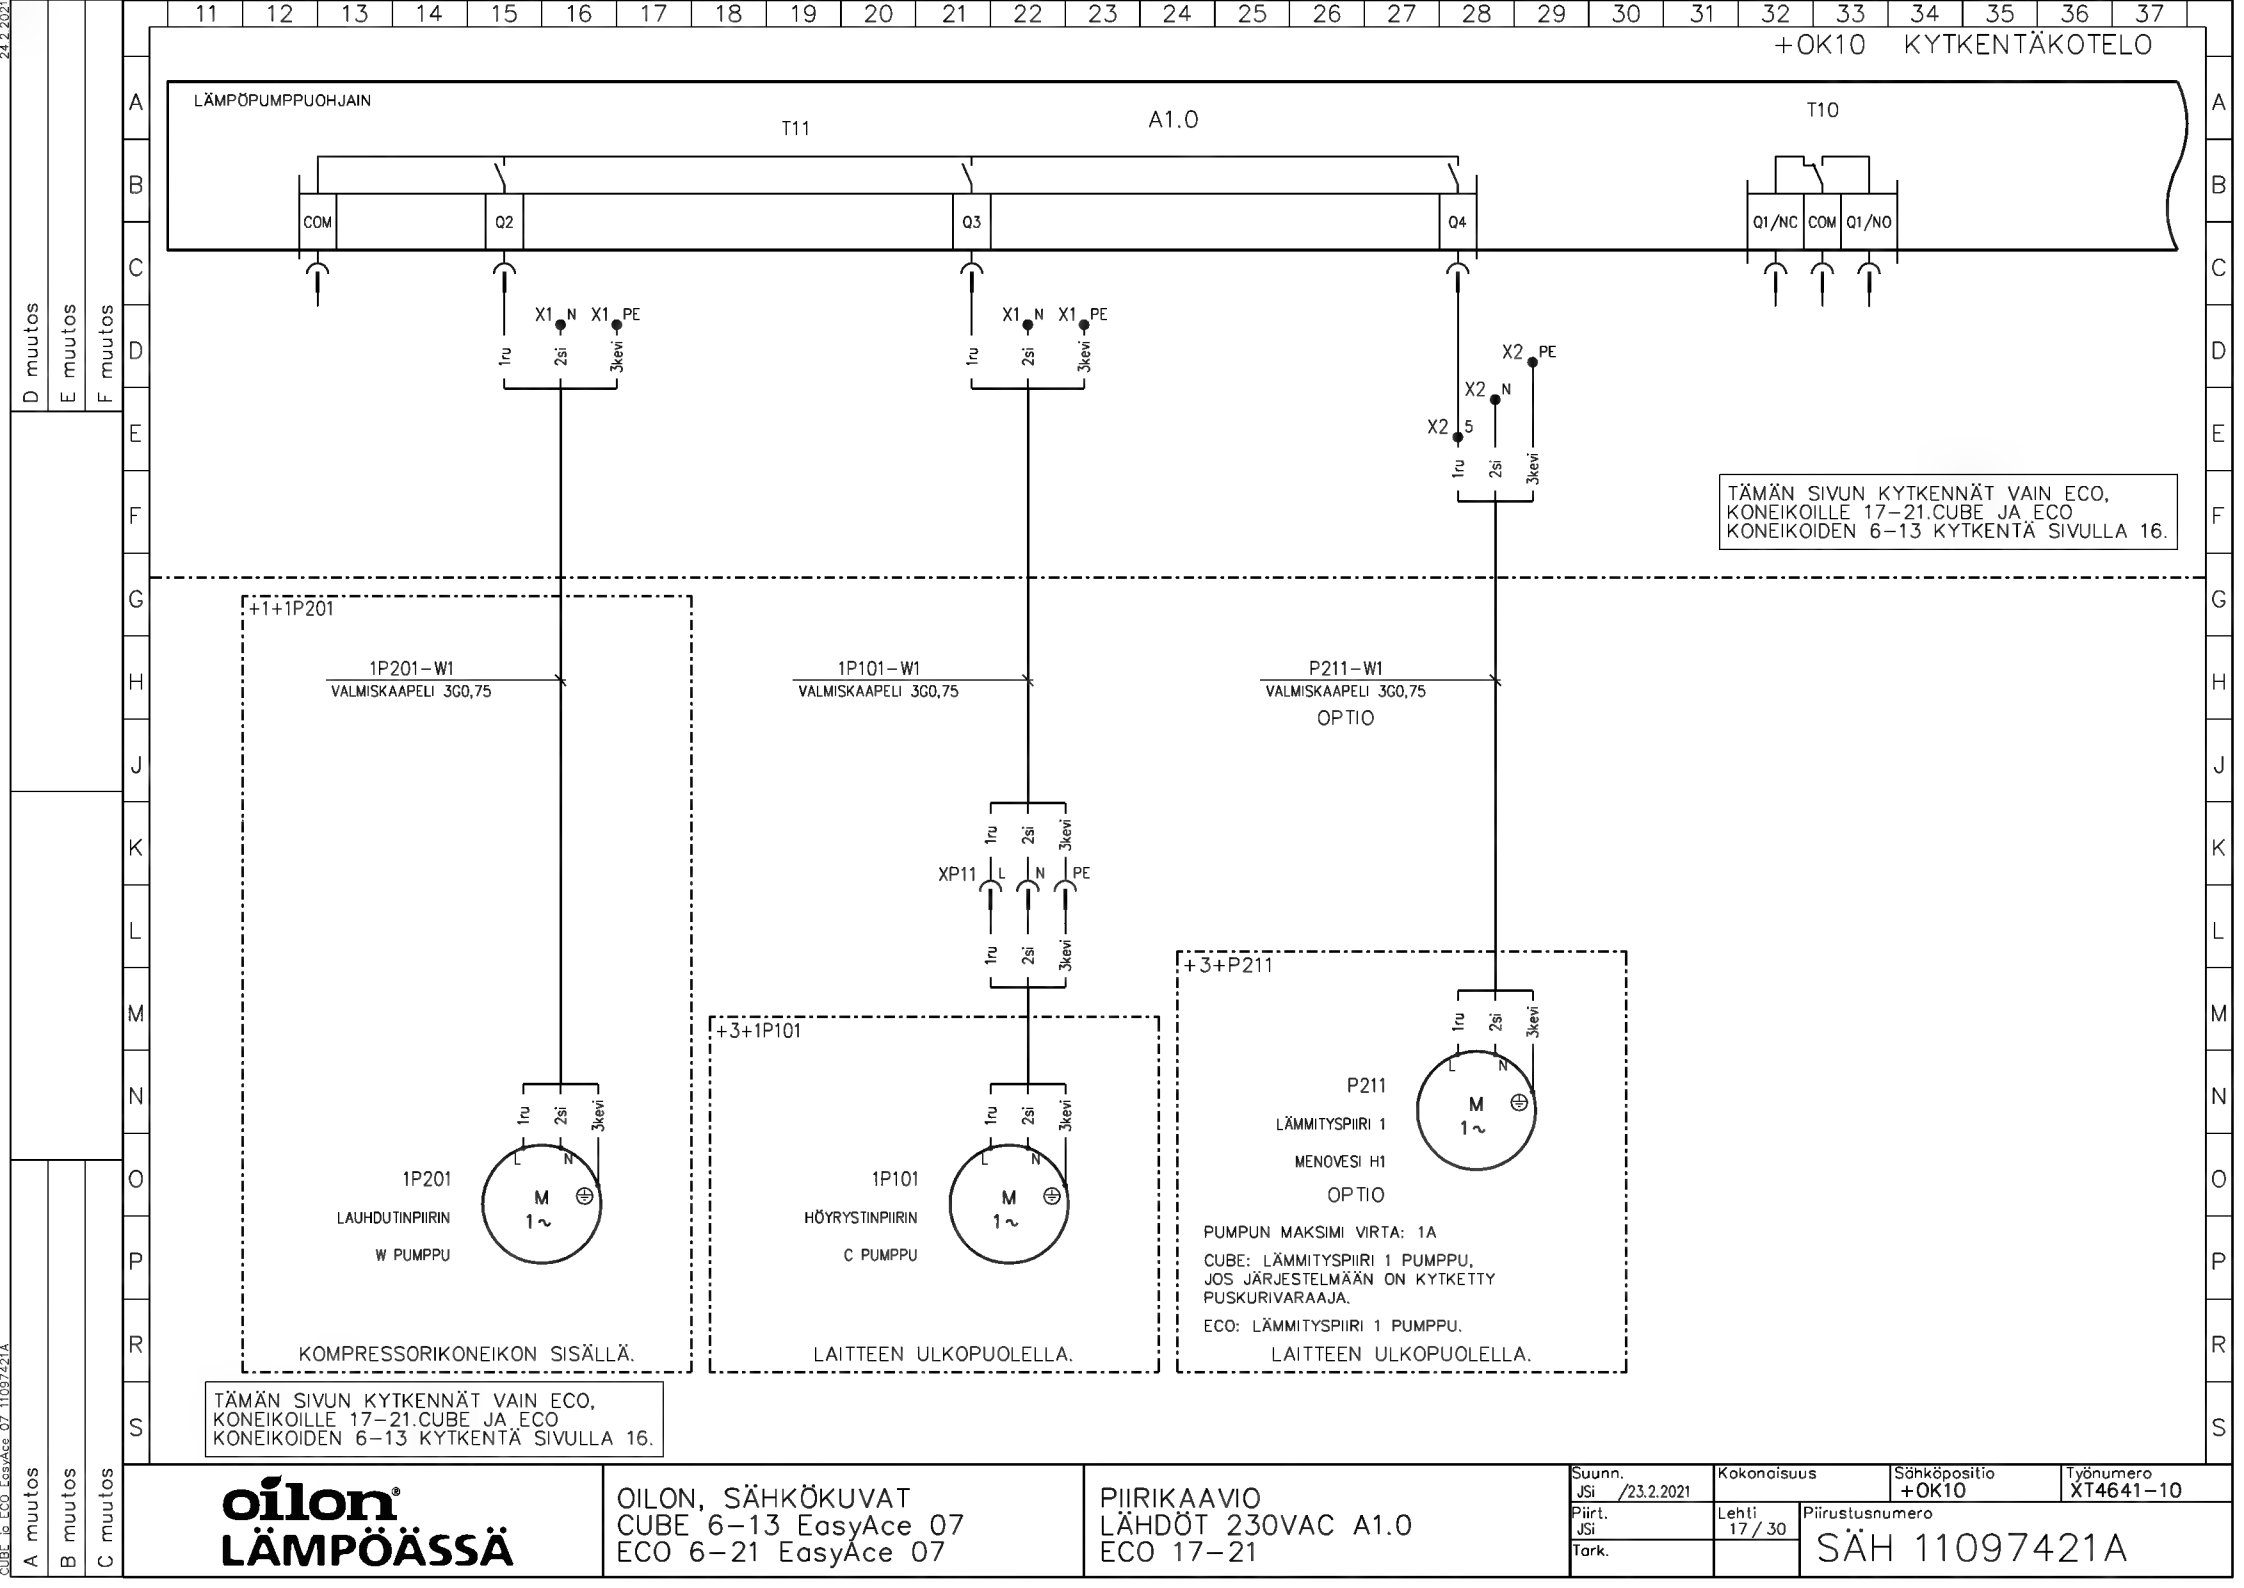 11 12 13 14 15 16 17 18 19 20 21 22 23 24 25 26 27 28 29 30 31 32 33 34 35 36 37
+OK10 KYTKENTÄKOTELO
LÄMPÖPUMPPUOHJAIN
T11
A1.0
T10
COM Q2 Q3 Q4 Q1/NC COM Q1/NO
X1 N X1 PE
X1 N X1 PE
1ru 2si 3kevi
1ru 2si 3kevi
X2 PE
X2 N
X2 5
1ru 2si 3kevi
TÄMÄN SIVUN KYTKENNÄT VAIN ECO,
KONEIKOILLE 17-21.CUBE JA ECO
KONEIKOIDEN 6-13 KYTKENTÄ SIVULLA 16.
+1+1P201
1P201-W1
VALMISKAAPELI 3G0,75
1P101-W1
VALMISKAAPELI 3G0,75
P211-W1
VALMISKAAPELI 3G0,75
OPTIO
1ru 2si 3kevi
XP11 L N PE
1ru 2si 3kevi
1ru 2si 3kevi
L N
1P201
M
1~
LAUHDUTINPIIRIN
W PUMPPU
KOMPRESSORIKONEIKON SISÄLLÄ.
+3+1P101
1ru 2si 3kevi
L N
1P101
M
1~
HÖYRYSTINPIIRIN
C PUMPPU
LAITTEEN ULKOPUOLELLA.
+3+P211
1ru 2si 3kevi
L N
P211
M
1~
LÄMMITYSPIIRI 1
MENOVESI H1
OPTIO
PUMPUN MAKSIMI VIRTA: 1A
CUBE: LÄMMITYSPIIRI 1 PUMPPU,
JOS JÄRJESTELMÄÄN ON KYTKETTY
PUSKURIVARAAJA.
ECO: LÄMMITYSPIIRI 1 PUMPPU.
LAITTEEN ULKOPUOLELLA.
TÄMÄN SIVUN KYTKENNÄT VAIN ECO,
KONEIKOILLE 17-21.CUBE JA ECO
KONEIKOIDEN 6-13 KYTKENTÄ SIVULLA 16.
A
B
C
D
E
F
G
H
J
K
L
M
N
O
P
R
S
A
B
C
D
E
F
G
H
J
K
L
M
N
O
P
R
S
24.2.2021
D muutos
E muutos
F muutos
A muutos
B muutos
C muutos
CUBE ja ECO EasyAce 07 11097421A
oilon®
LÄMPÖÄSSÄ
OILON, SÄHKÖKUVAT
CUBE 6-13 EasyAce 07
ECO 6-21 EasyAce 07
PIIRIKAAVIO
LÄHDÖT 230VAC A1.0
ECO 17-21
Suunn.
JSi /23.2.2021
Piirt.
JSi
Tark.
Kokonaisuus
Lehti
17/30
Sähköpositio
+OK10
Työnumero
XT4641-10
Piirustusnumero
SÄH 11097421A